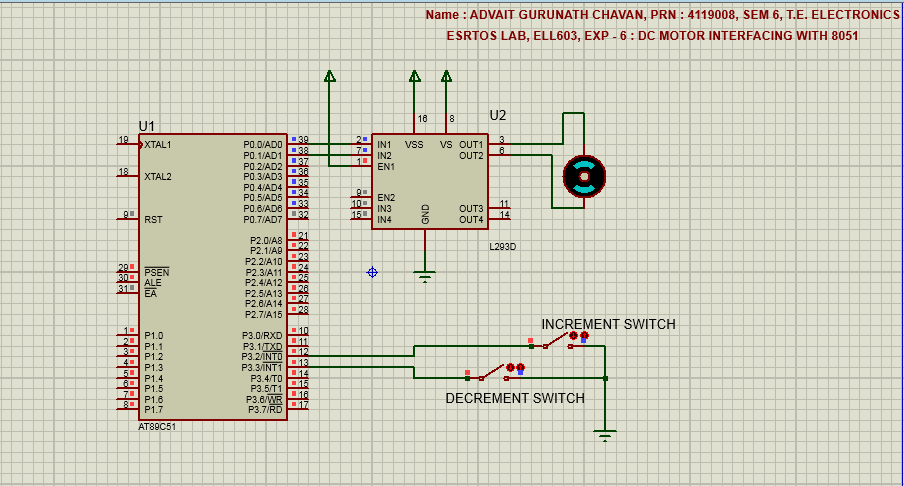 Name : ADVAIT GURUNATH CHAVAN, PRN : 4119008, SEM 6, T.E. ELECTRONICS
ESRTOS LAB, ELL603, EXP - 6 : DC MOTOR INTERFACING WITH 8051
U1
19 XTAL1
18 XTAL2
9 RST
29 PSEN
30 ALE
31 EA
1 P1.0
2 P1.1
3 P1.2
4 P1.3
5 P1.4
6 P1.5
7 P1.6
8 P1.7
P0.0/AD0 39
P0.1/AD1 38
P0.2/AD2 37
P0.3/AD3 36
P0.4/AD4 35
P0.5/AD5 34
P0.6/AD6 33
P0.7/AD7 32
P2.0/A8 21
P2.1/A9 22
P2.2/A10 23
P2.3/A11 24
P2.4/A12 25
P2.5/A13 26
P2.6/A14 27
P2.7/A15 28
P3.0/RXD 10
P3.1/TXD 11
P3.2/INT0 12
P3.3/INT1 13
P3.4/T0 14
P3.5/T1 15
P3.6/WR 16
P3.7/RD 17
AT89C51
U2
16
8
2 IN1
7 IN2
1 EN1
9 EN2
10 IN3
15 IN4
VSS
VS
GND
OUT1 3
OUT2 6
OUT3 11
OUT4 14
L293D
INCREMENT SWITCH
DECREMENT SWITCH